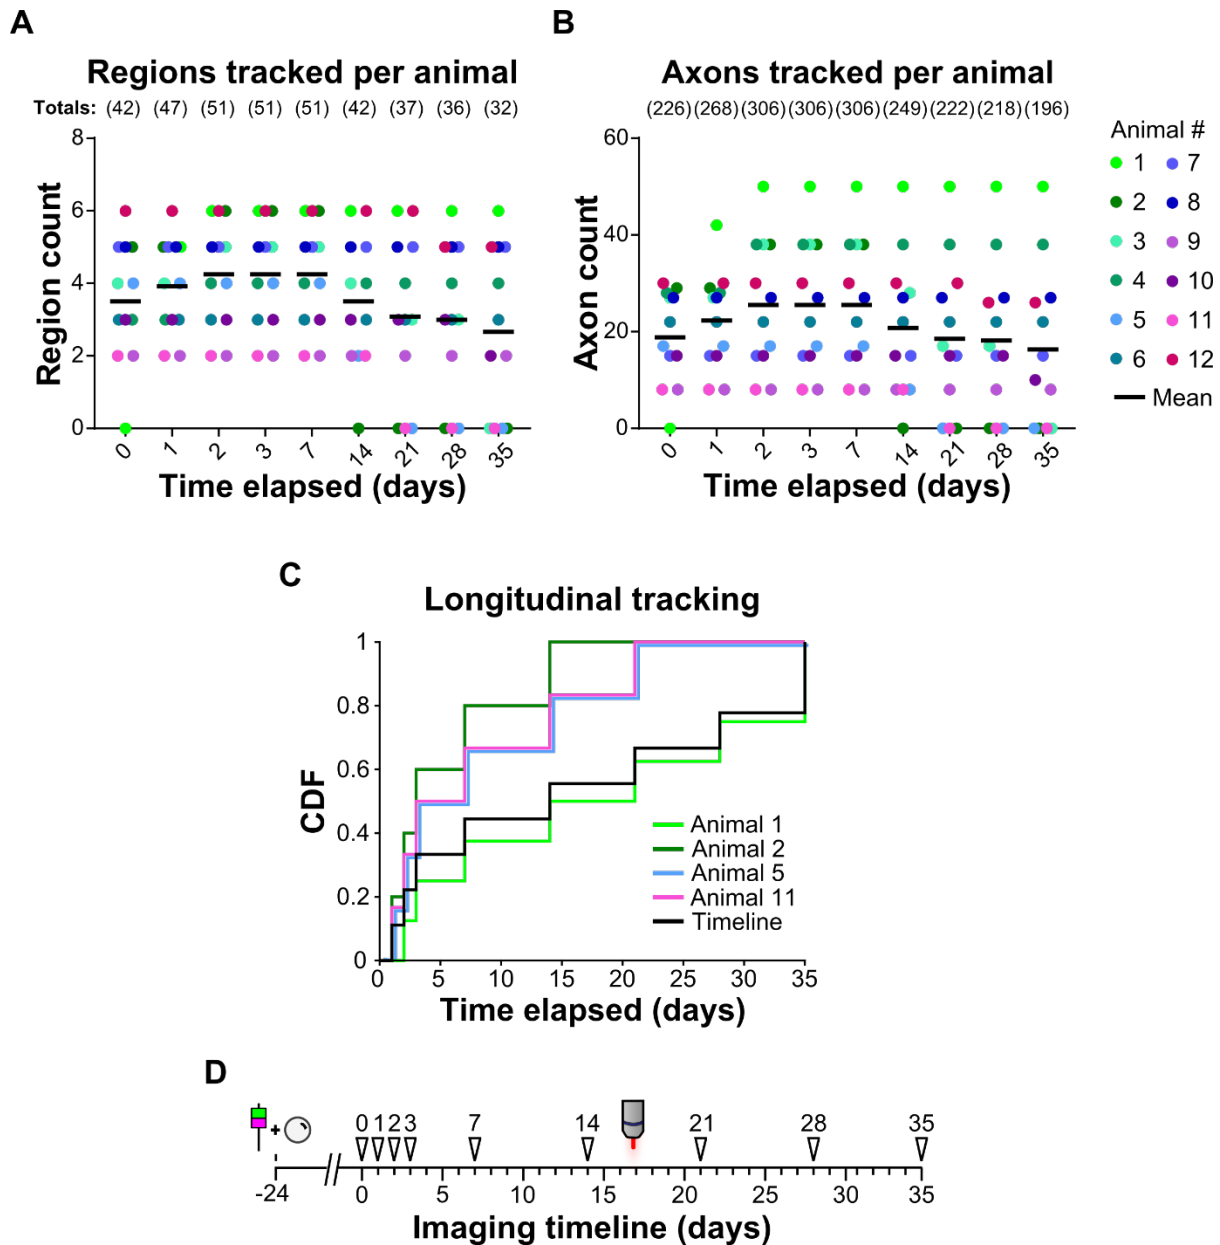 A
Regions tracked per animal
Totals: (42) (47) (51) (51) (51) (42) (37) (36) (32)
8
6
4
2
0
Region count
0 1 2 3 7 14 21 28 35
Time elapsed (days)
B
Axons tracked per animal
(226) (268) (306) (306) (306) (249) (222) (218) (196)
60
40
20
0
Axon count
0 1 2 3 7 14 21 28 35
Time elapsed (days)
Animal #
1 7
2 8
3 9
4 10
5 11
6 12
Mean
C
Longitudinal tracking
1
0.8
0.6
0.4
0.2
0
CDF
0 5 10 15 20 25 30 35
Time elapsed (days)
Animal 1
Animal 2
Animal 5
Animal 11
Timeline
D
+
0 1 2 3 7 14 21 28 35
-24 0 5 10 15 20 25 30 35
Imaging timeline (days)